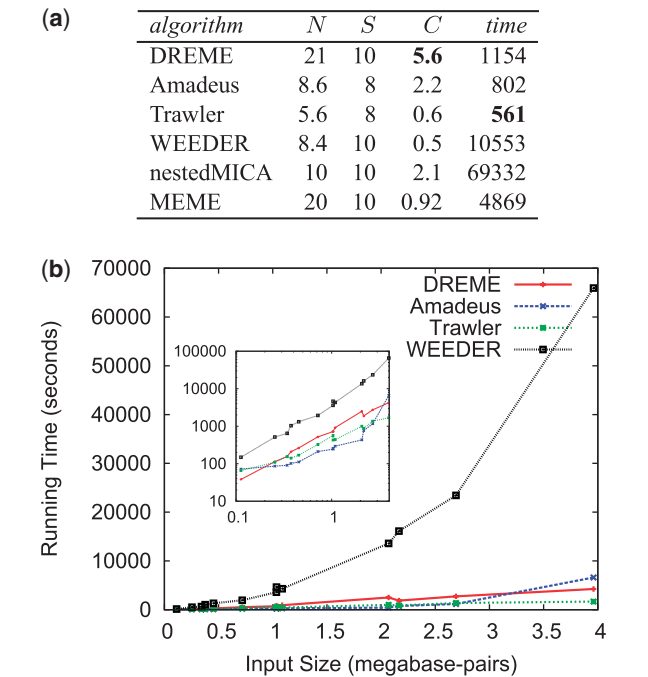 (a)
algorithm N S C time
DREME 21 10 5.6 1154
Amadeus 8.6 8 2.2 802
Trawler 5.6 8 0.6 561
WEEDER 8.4 10 0.5 10553
nestedMICA 10 10 2.1 69332
MEME 20 10 0.92 4869
(b)
70000
60000
50000
40000
30000
20000
10000
0
Running Time (seconds)
DREME
Amadeus
Trawler
WEEDER
100000
10000
1000
100
10
0.1 1
0 0.5 1 1.5 2 2.5 3 3.5 4
Input Size (megabase-pairs)